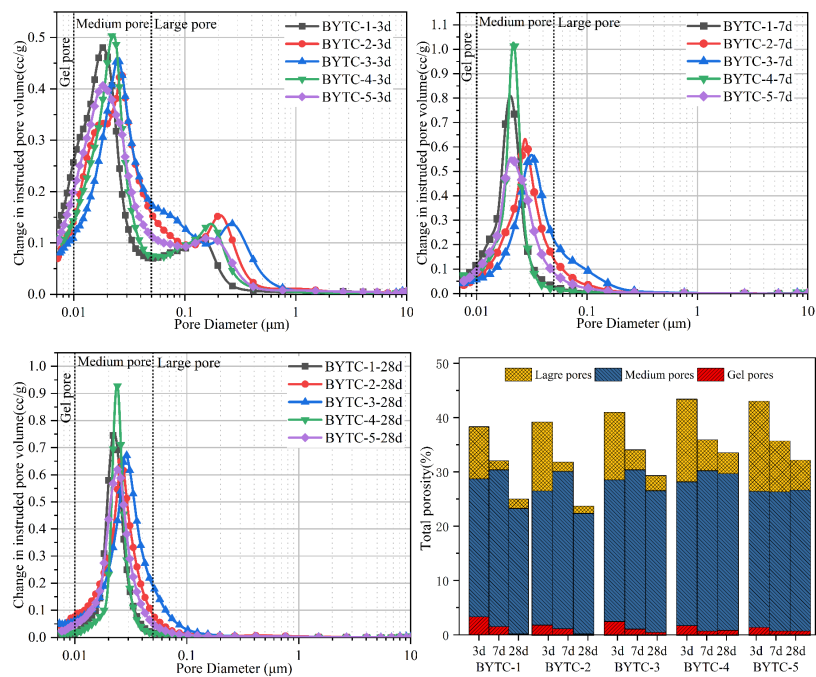 Gel pore
Medium pore
Large pore
BYTC-1-3d
BYTC-2-3d
BYTC-3-3d
BYTC-4-3d
BYTC-5-3d
Change in instruded pore volume(cc/g)
0.5
0.4
0.3
0.2
0.1
0.0
0.01 0.1 1 10
Pore Diameter (μm)
Gel pore
Medium pore
Large pore
BYTC-1-7d
BYTC-2-7d
BYTC-3-7d
BYTC-4-7d
BYTC-5-7d
Change in instruded pore volume(cc/g)
1.1
1.0
0.9
0.8
0.7
0.6
0.5
0.4
0.3
0.2
0.1
0.0
0.01 0.1 1 10
Pore Diameter (μm)
Gel pore
Medium pore
Large pore
BYTC-1-28d
BYTC-2-28d
BYTC-3-28d
BYTC-4-28d
BYTC-5-28d
Change in instruded pore volume(cc/g)
1.0
0.9
0.8
0.7
0.6
0.5
0.4
0.3
0.2
0.1
0.0
0.01 0.1 1 10
Pore Diameter (μm)
Lagre pores Medium pores Gel pores
Total porosity(%)
50
40
30
20
10
0
3d 7d 28d 3d 7d 28d 3d 7d 28d 3d 7d 28d 3d 7d 28d
BYTC-1 BYTC-2 BYTC-3 BYTC-4 BYTC-5